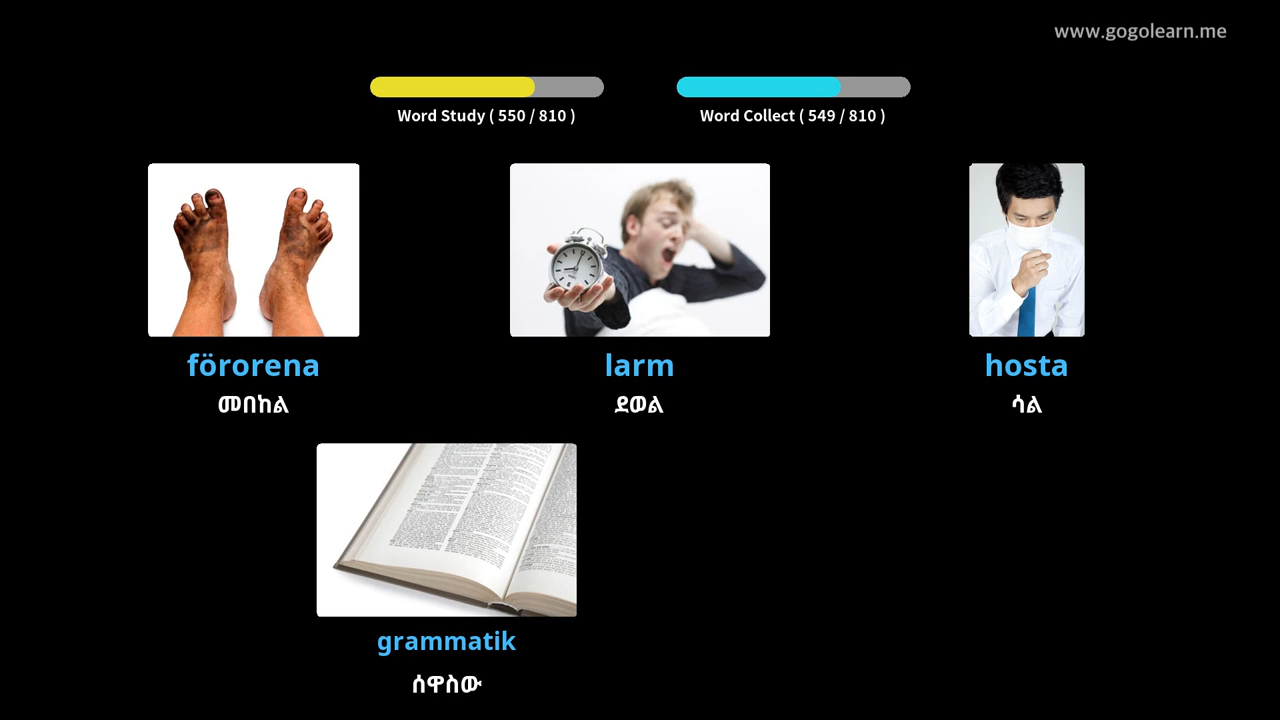 www.gogolearn.me
Word Study ( 550 / 810 )
Word Collect ( 549 / 810 )
förorena
መበከል
larm
ደወል
hosta
ሳል
grammatik
ሰዋስው